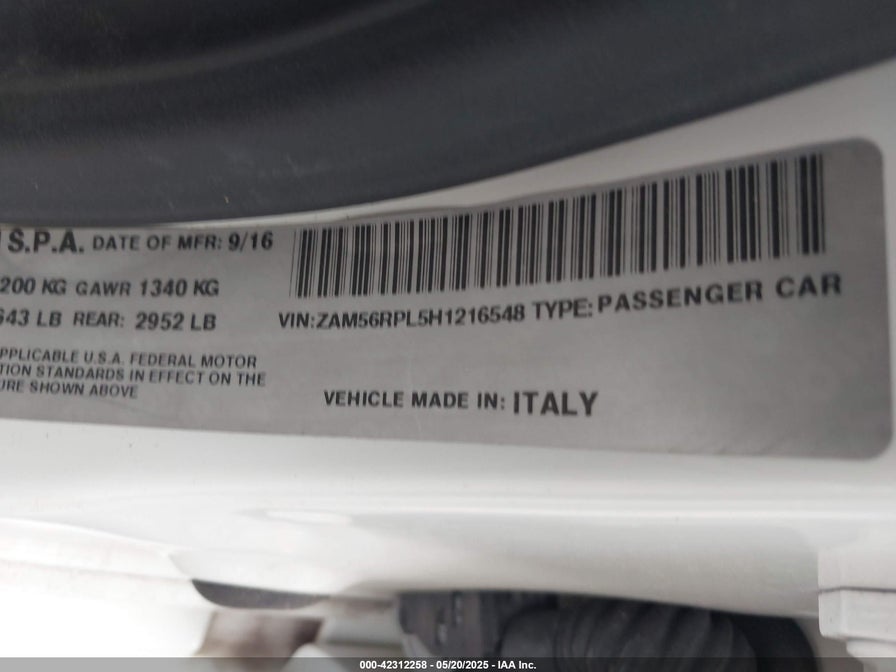 S.P.A. DATE OF MFR: 9/16
200 KG GAWR 1340 KG
643 LB REAR: 2952 LB
APPLICABLE U.S.A. FEDERAL MOTOR
TION STANDARDS IN EFFECT ON THE
URE SHOWN ABOVE
VIN:ZAM56RPL5H1216548 TYPE:PASSENGER CAR
VEHICLE MADE IN: ITALY
000-42312258 - 05/20/2025 - IAA Inc.